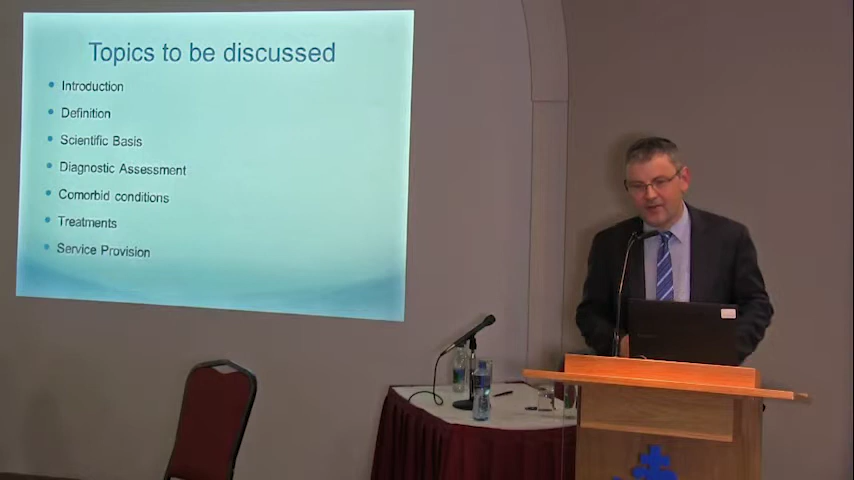 Topics to be discussed
Introduction
Definition
Scientific Basis
Diagnostic Assessment
Comorbid conditions
Treatments
Service Provision